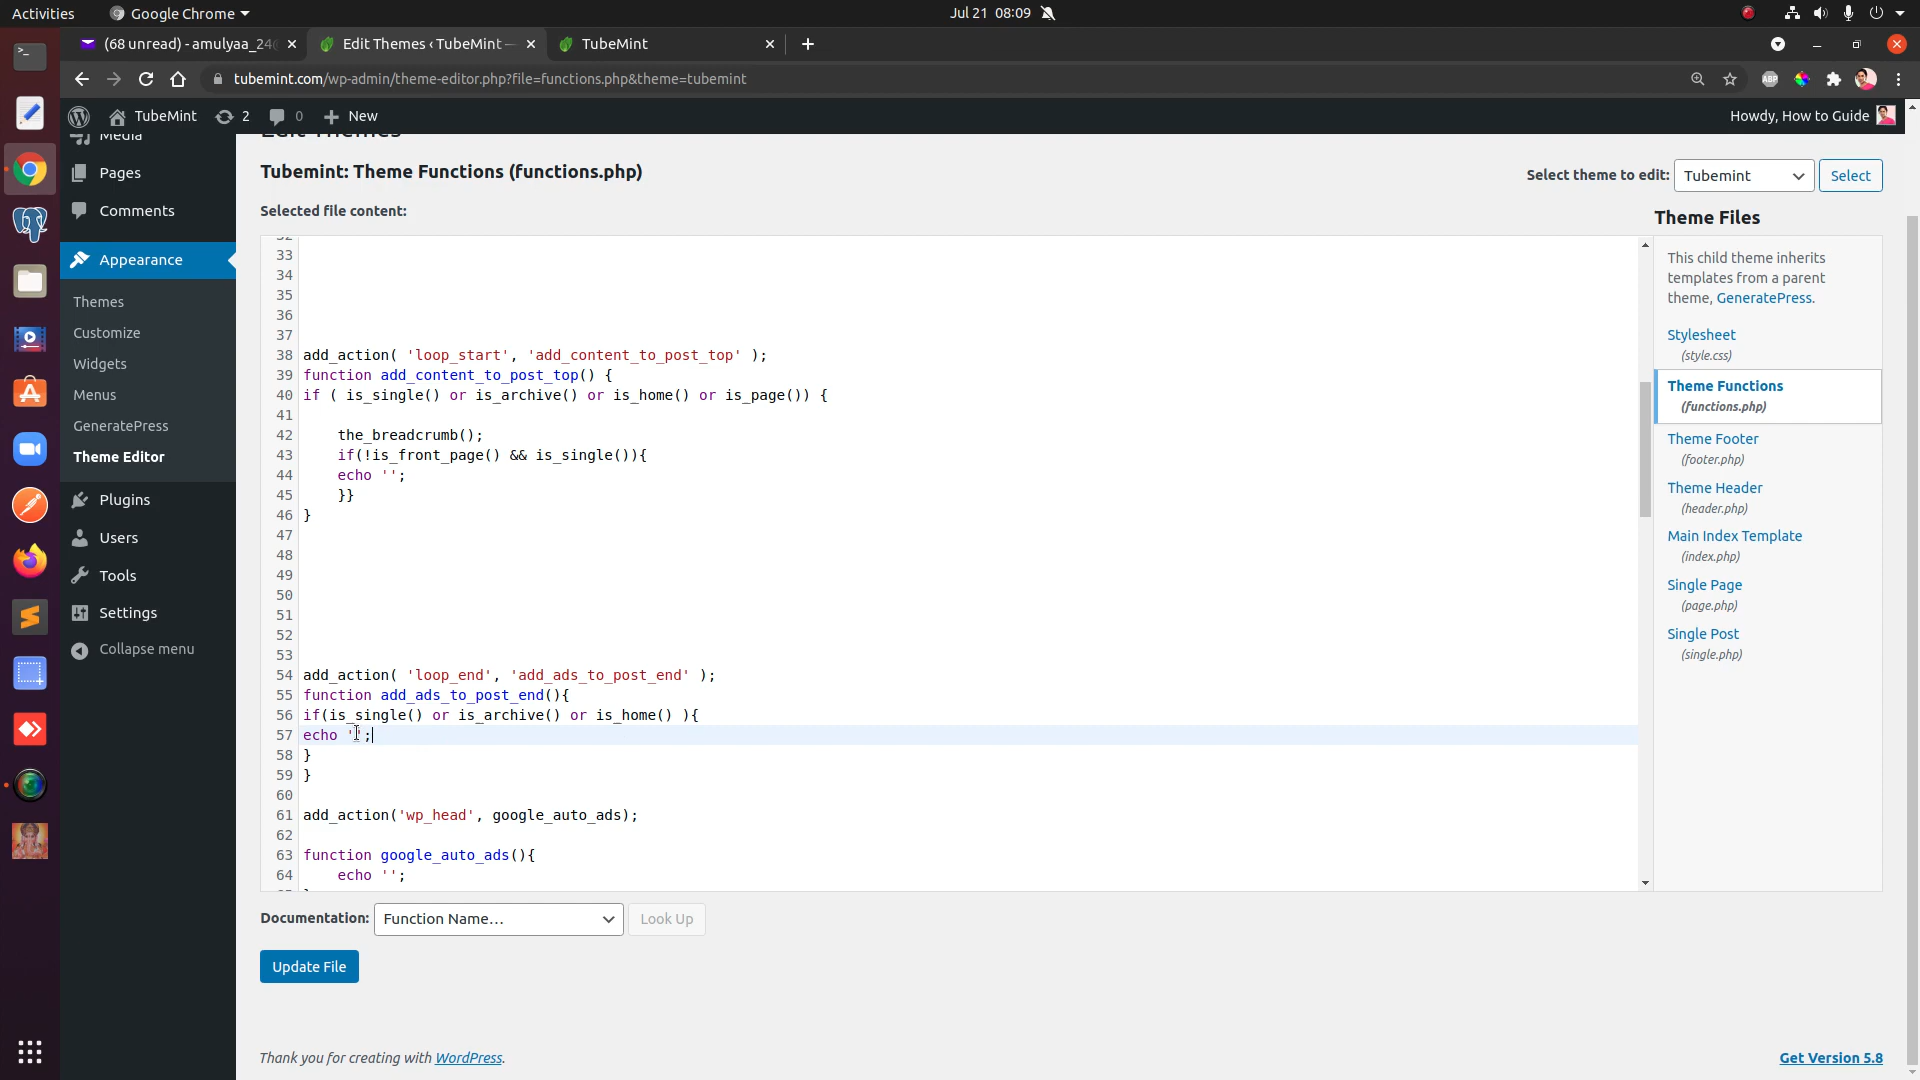 Activities
Google Chrome
Jul 21 08:09
(68 unread) - amulyaa_24@
Edit Themes ‹ TubeMint —
TubeMint
tubemint.com/wp-admin/theme-editor.php?file=functions.php&theme=tubemint
TubeMint
2
0
New
Howdy, How to Guide
Media
Pages
Comments
Appearance
Themes
Customize
Widgets
Menus
GeneratePress
Theme Editor
Plugins
Users
Tools
Settings
Collapse menu
Edit Themes
Tubemint: Theme Functions (functions.php)
Select theme to edit:
Tubemint
Select
Selected file content:
32
33
34
35
36
37
38 add_action( 'loop_start', 'add_content_to_post_top' );
39 function add_content_to_post_top() {
40 if ( is_single() or is_archive() or is_home() or is_page()) {
41
42 the_breadcrumb();
43 if(!is_front_page() && is_single()){
44 echo '';
45 }}
46 }
47
48
49
50
51
52
53
54 add_action( 'loop_end', 'add_ads_to_post_end' );
55 function add_ads_to_post_end(){
56 if(is_single() or is_archive() or is_home() ){
57 echo '';
58 }
59 }
60
61 add_action('wp_head', google_auto_ads);
62
63 function google_auto_ads(){
64 echo '';
Theme Files
This child theme inherits
templates from a parent
theme, GeneratePress.
Stylesheet
(style.css)
Theme Functions
(functions.php)
Theme Footer
(footer.php)
Theme Header
(header.php)
Main Index Template
(index.php)
Single Page
(page.php)
Single Post
(single.php)
Documentation:
Function Name...
Look Up
Update File
Thank you for creating with WordPress.
Get Version 5.8